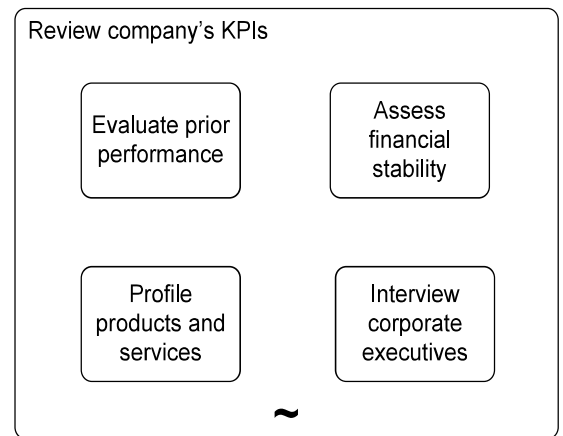 Review company’s KPIs
Evaluate prior
performance
Assess
financial
stability
Profile
products and
services
Interview
corporate
executives
~